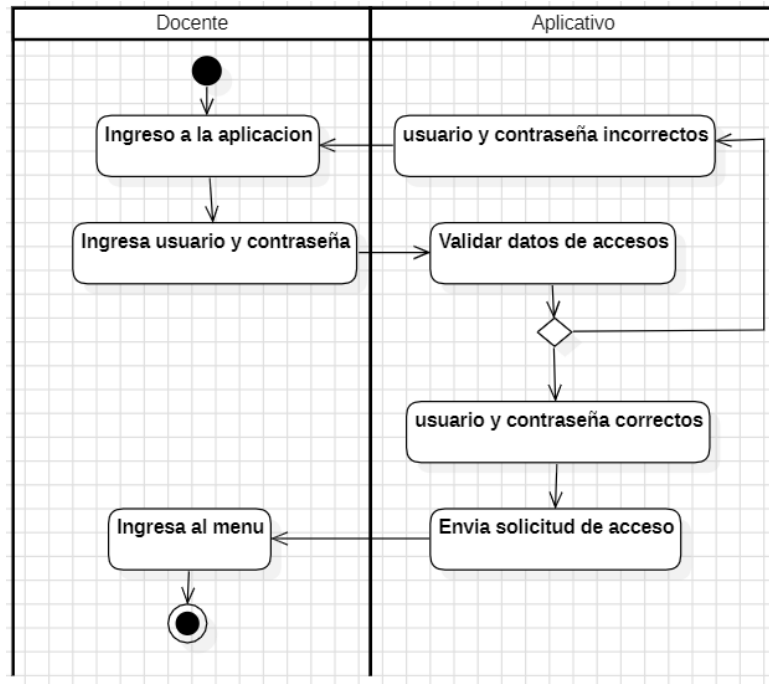 Docente
Aplicativo
Ingreso a la aplicacion
usuario y contraseña incorrectos
Ingresa usuario y contraseña
Validar datos de accesos
usuario y contraseña correctos
Ingresa al menu
Envia solicitud de acceso